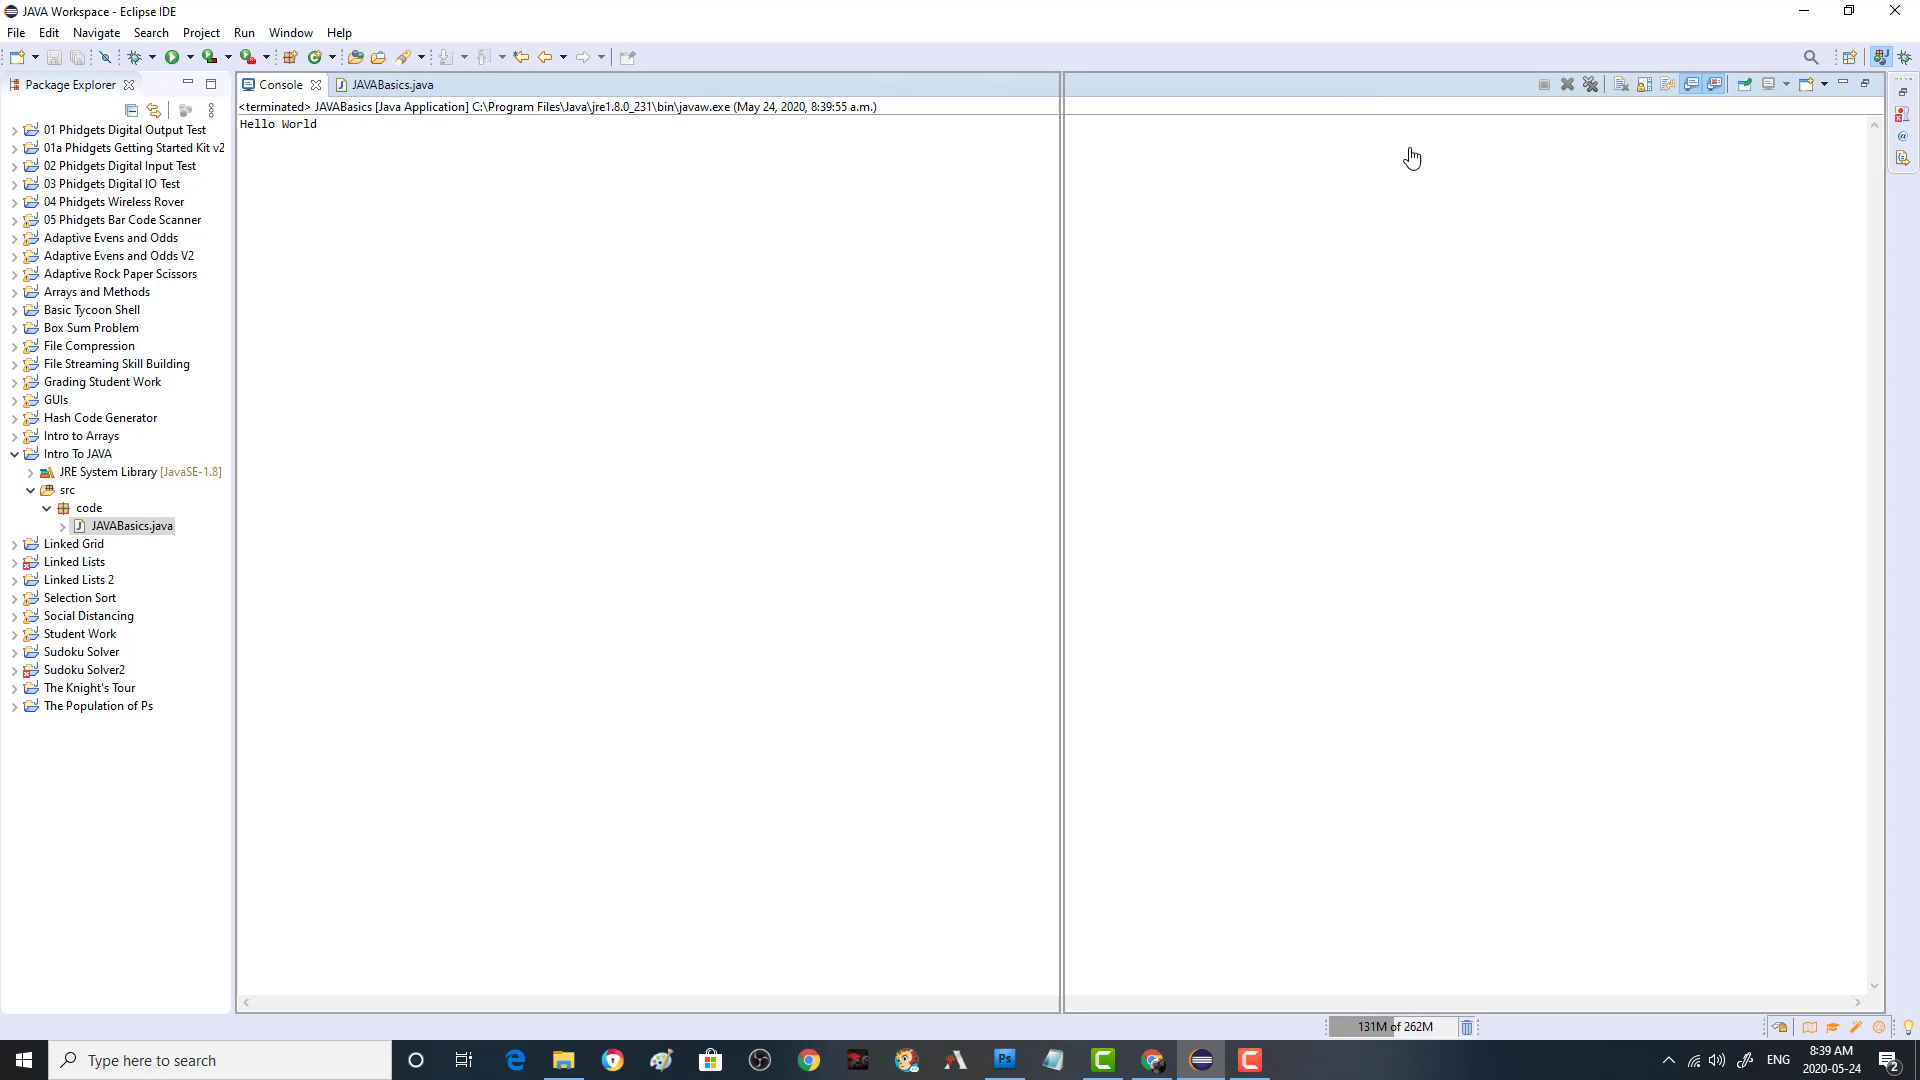 JAVA Workspace - Eclipse IDE
File Edit Navigate Search Project Run Window Help
Package Explorer
Console
JAVABasics.java
<terminated> JAVABasics [Java Application] C:\Program Files\Java\jre1.8.0_231\bin\javaw.exe (May 24, 2020, 8:39:55 a.m.)
Hello World
01 Phidgets Digital Output Test
01a Phidgets Getting Started Kit v2
02 Phidgets Digital Input Test
03 Phidgets Digital IO Test
04 Phidgets Wireless Rover
05 Phidgets Bar Code Scanner
Adaptive Evens and Odds
Adaptive Evens and Odds V2
Adaptive Rock Paper Scissors
Arrays and Methods
Basic Tycoon Shell
Box Sum Problem
File Compression
File Streaming Skill Building
Grading Student Work
GUIs
Hash Code Generator
Intro to Arrays
Intro To JAVA
JRE System Library [JavaSE-1.8]
src
code
JAVABasics.java
Linked Grid
Linked Lists
Linked Lists 2
Selection Sort
Social Distancing
Student Work
Sudoku Solver
Sudoku Solver2
The Knight's Tour
The Population of Ps
131M of 262M
Type here to search
Ps
ENG
8:39 AM
2020-05-24
2